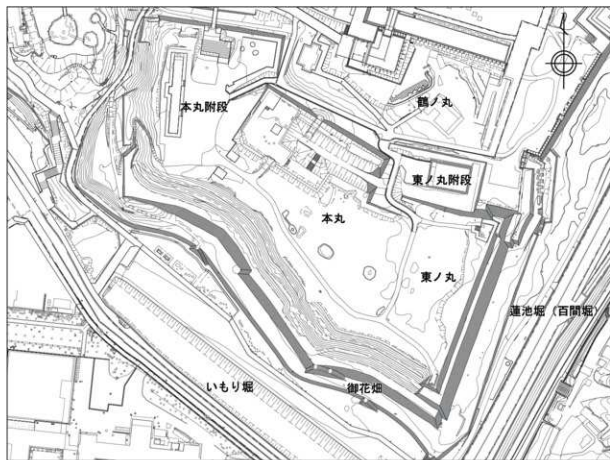 鶴ノ丸
本丸附段
東ノ丸附段
本丸
東ノ丸
蓮池堀（百間堀）
いもり堀
御花畑